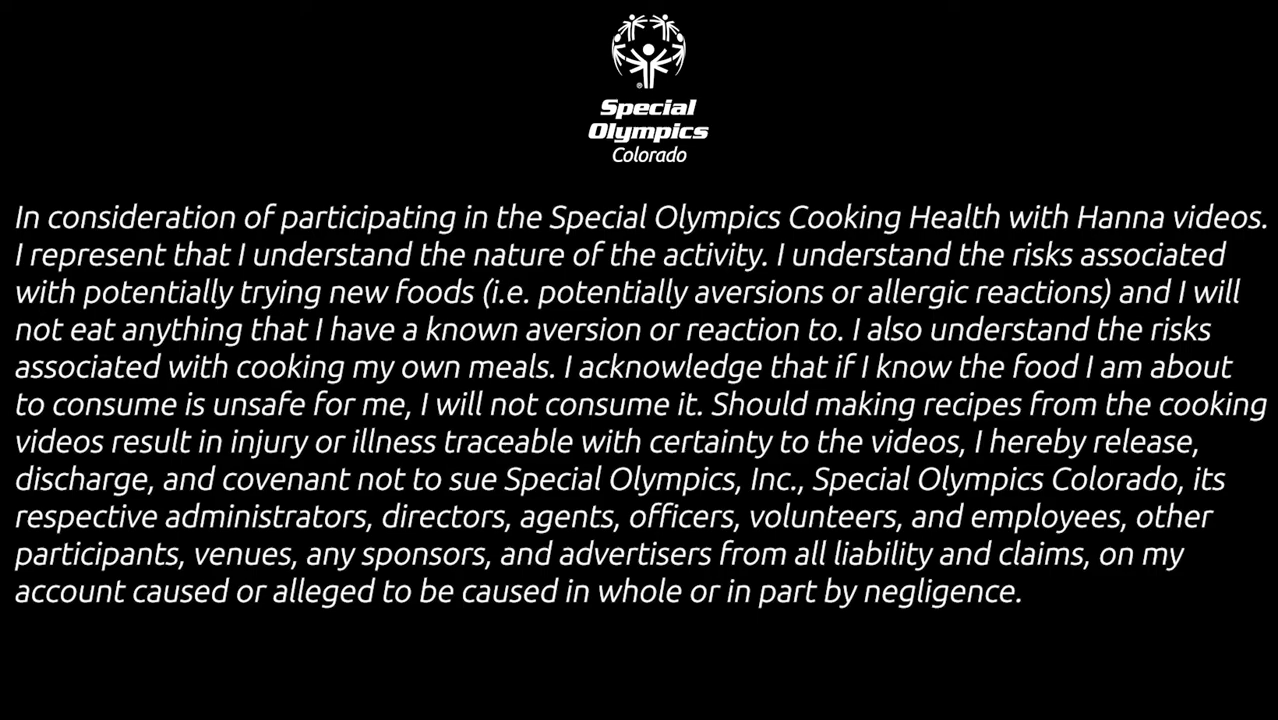 Special
Olympics
Colorado
In consideration of participating in the Special Olympics Cooking Health with Hanna videos.
I represent that I understand the nature of the activity. I understand the risks associated
with potentially trying new foods (i.e. potentially aversions or allergic reactions) and I will
not eat anything that I have a known aversion or reaction to. I also understand the risks
associated with cooking my own meals. I acknowledge that if I know the food I am about
to consume is unsafe for me, I will not consume it. Should making recipes from the cooking
videos result in injury or illness traceable with certainty to the videos, I hereby release,
discharge, and covenant not to sue Special Olympics, Inc., Special Olympics Colorado, its
respective administrators, directors, agents, officers, volunteers, and employees, other
participants, venues, any sponsors, and advertisers from all liability and claims, on my
account caused or alleged to be caused in whole or in part by negligence.